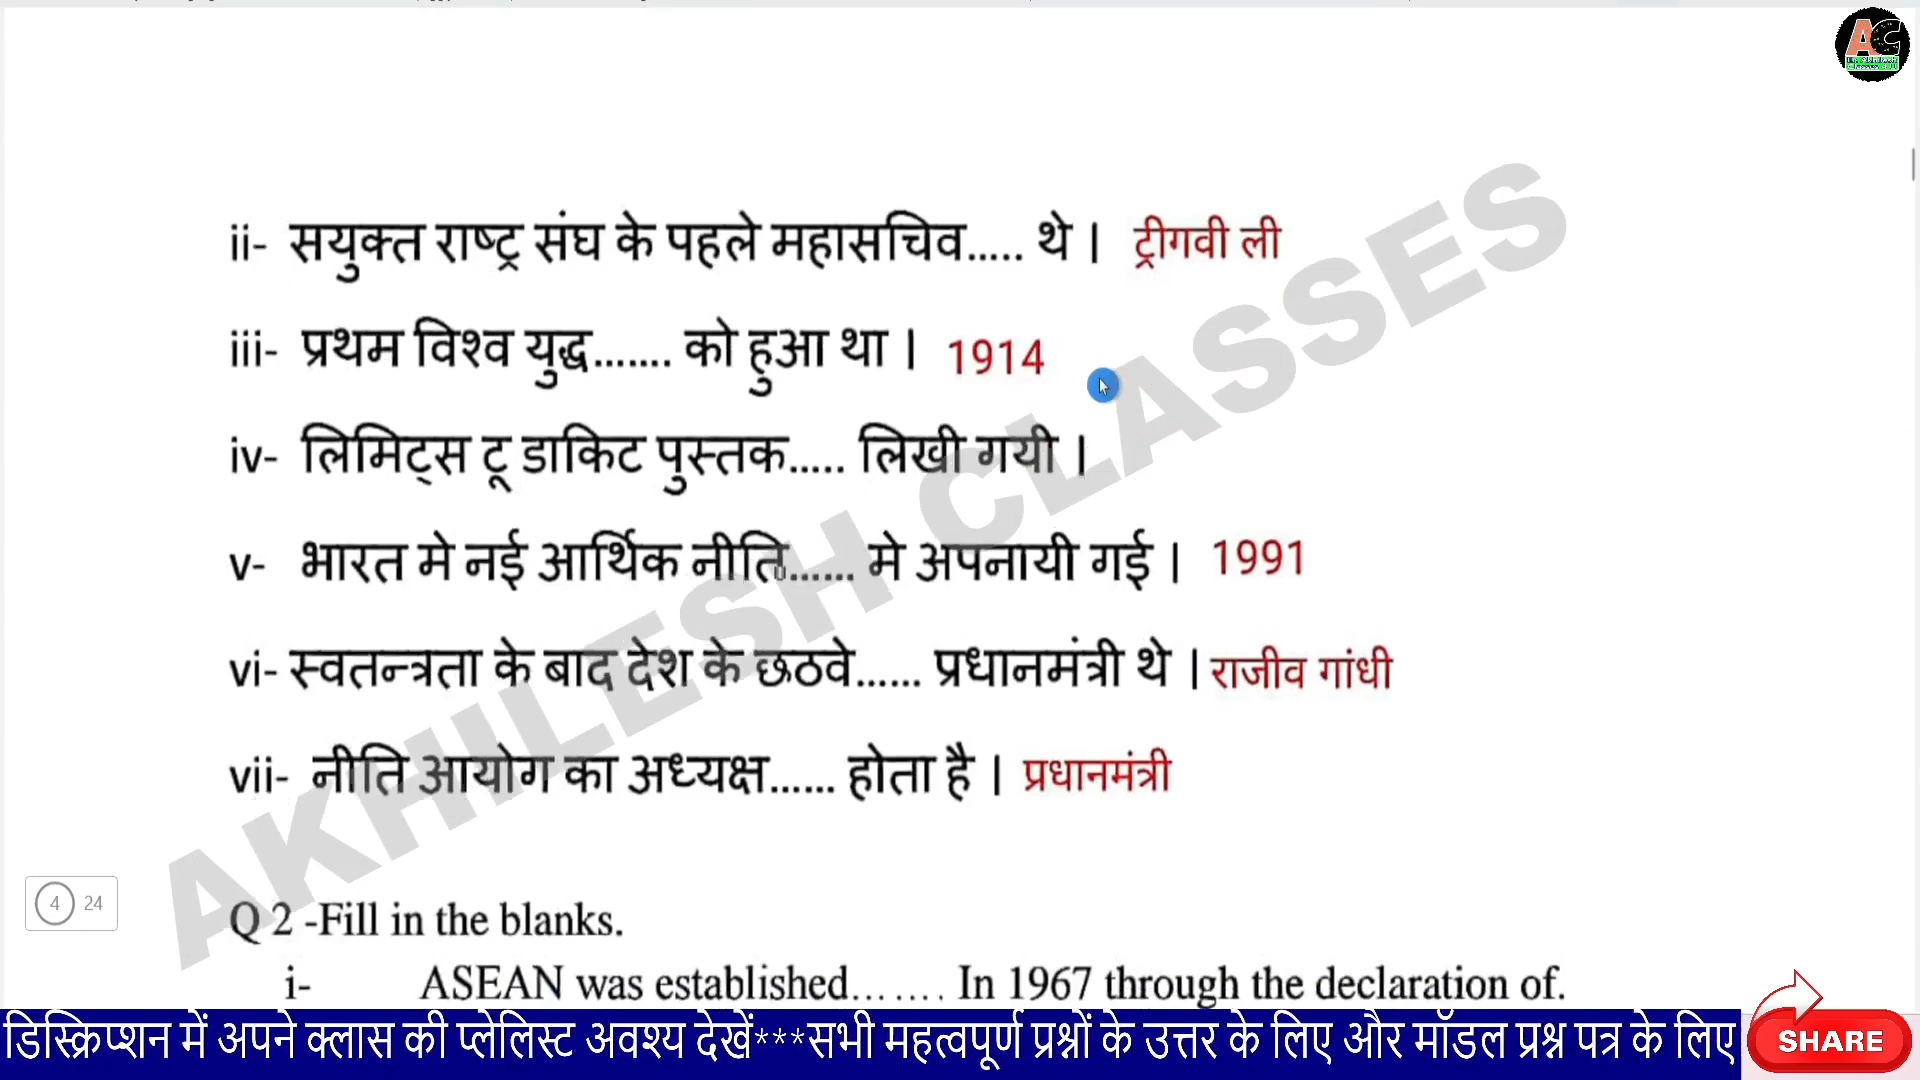 ii- सयुक्त राष्ट्र संघ के पहले महासचिव..... थे | ट्रीगवी ली
iii- प्रथम विश्व युद्ध....... को हुआ था | 1914
iv- लिमिट्स टू डाकिट पुस्तक..... लिखी गयी |
v- भारत मे नई आर्थिक नीति...... मे अपनायी गई | 1991
vi- स्वतन्त्रता के बाद देश के छठवे...... प्रधानमंत्री थे | राजीव गांधी
vii- नीति आयोग का अध्यक्ष...... होता है | प्रधानमंत्री
AKHILESH CLASSES
4 24
Q 2 -Fill in the blanks.
i- ASEAN was established....... In 1967 through the declaration of.
डिस्क्रिप्शन में अपने क्लास की प्लेलिस्ट अवश्य देखें***सभी महत्वपूर्ण प्रश्नों के उत्तर के लिए और मॉडल प्रश्न पत्र के लिए
SHARE
AC